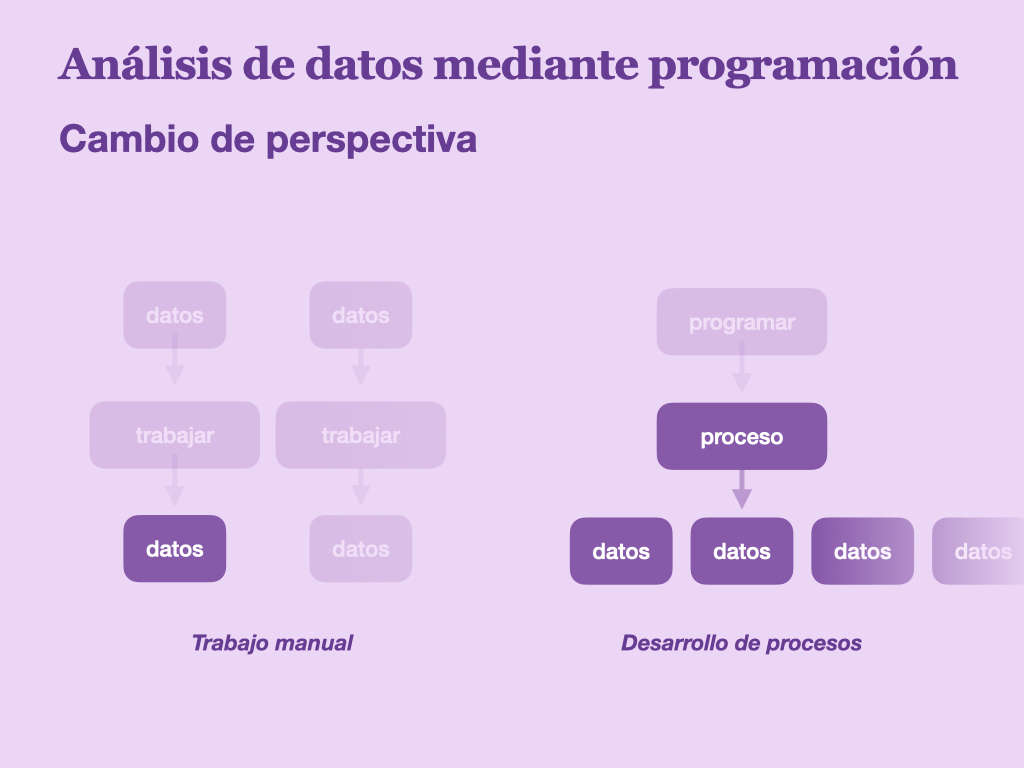 Análisis de datos mediante programación
Cambio de perspectiva
datos
datos
trabajar
trabajar
datos
datos
Trabajo manual
programar
proceso
datos
datos
datos
datos
Desarrollo de procesos